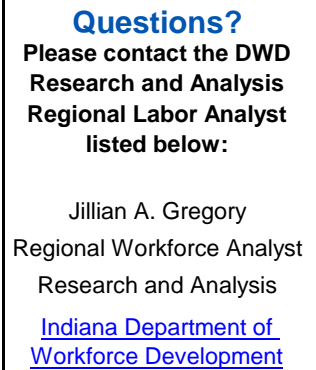 Questions?
Please contact the DWD
Research and Analysis
Regional Labor Analyst
listed below:
Jillian A. Gregory
Regional Workforce Analyst
Research and Analysis
Indiana Department of
Workforce Development